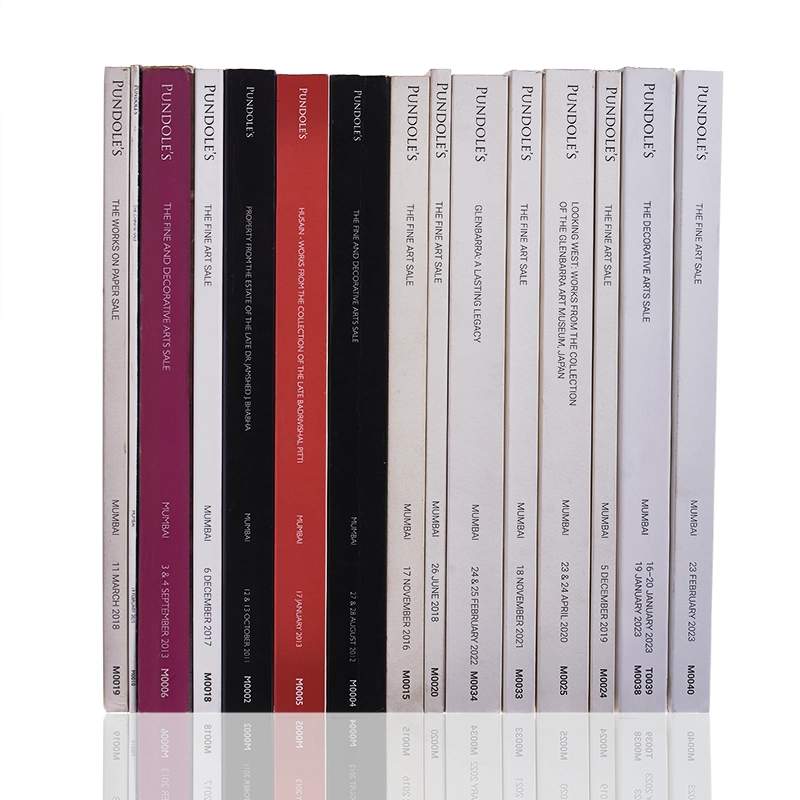 PUNDOLE'S
THE WORKS ON PAPER SALE
MUMBAI
11 MARCH 2018
M0019
PUNDOLE'S
MUMBAI
M0010
PUNDOLE'S
THE FINE AND DECORATIVE ARTS SALE
MUMBAI
3 & 4 SEPTEMBER 2013
M0006
PUNDOLE'S
THE FINE ART SALE
MUMBAI
6 DECEMBER 2017
M0018
PUNDOLE'S
PROPERTY FROM THE ESTATE OF THE LATE DR. JAMSHED J. BHABHA
MUMBAI
12 & 13 OCTOBER 2011
M0002
PUNDOLE'S
HUSAIN - WORKS FROM THE COLLECTION OF THE LATE BADRIVISHAL PITTI
MUMBAI
17 JANUARY 2013
M0005
PUNDOLE'S
THE FINE AND DECORATIVE ARTS SALE
MUMBAI
27 & 28 AUGUST 2012
M0004
PUNDOLE'S
THE FINE ART SALE
MUMBAI
17 NOVEMBER 2016
M0015
PUNDOLE'S
THE FINE ART SALE
MUMBAI
26 JUNE 2018
M0020
PUNDOLE'S
GLENBARRA: A LASTING LEGACY
MUMBAI
24 & 25 FEBRUARY 2022
M0034
PUNDOLE'S
THE FINE ART SALE
MUMBAI
18 NOVEMBER 2021
M0033
PUNDOLE'S
LOOKING WEST: WORKS FROM THE COLLECTION
OF THE GLENBARRA ART MUSEUM, JAPAN
MUMBAI
23 & 24 APRIL 2020
M0025
PUNDOLE'S
THE FINE ART SALE
MUMBAI
5 DECEMBER 2019
M0024
PUNDOLE'S
THE DECORATIVE ARTS SALE
MUMBAI
16–20 JANUARY 2023
T0039
19 JANUARY 2023
M0038
PUNDOLE'S
THE FINE ART SALE
MUMBAI
23 FEBRUARY 2023
M0040